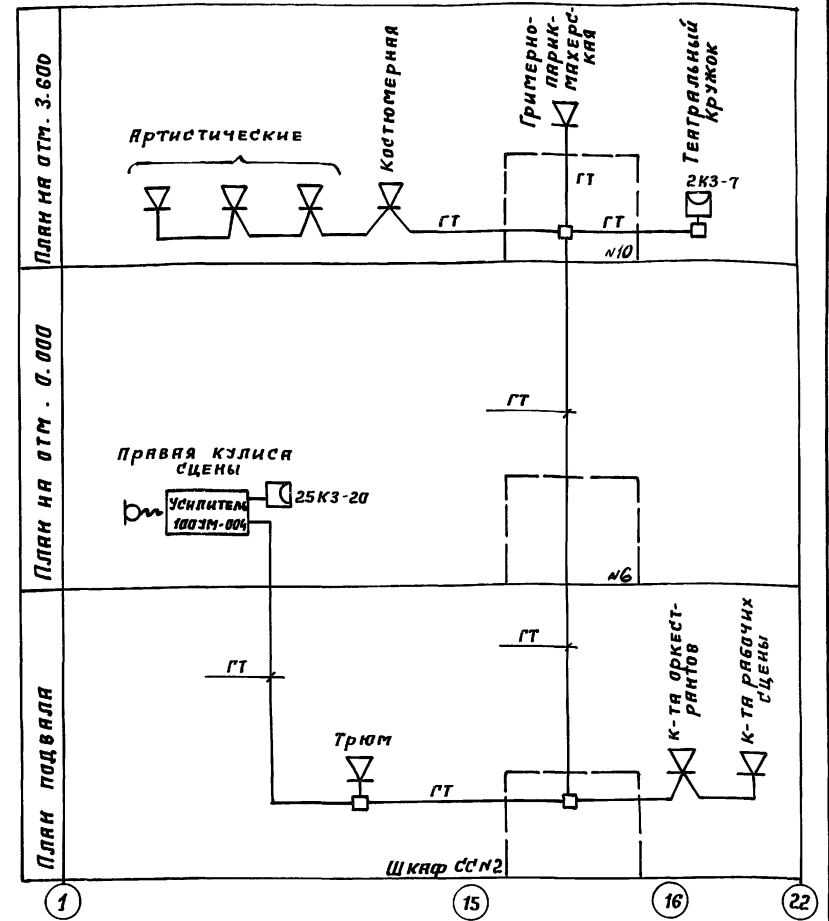 План на отм. 3.600
Артистические
Костюмерная
Гримерно-
парик-
махерс-
кая
Театральный
кружок
2КЗ-7
ГТ
ГТ
ГТ
№10
План на отм. 0.000
ГТ
Правая кулиса
сцены
Усилитель
100УМ-004
25КЗ-20
№6
План подвала
ГТ
ГТ
Трюм
ГТ
К-та оркест-
рантов
К-та рабочих
сцены
Шкаф СС№2
1
15
16
22